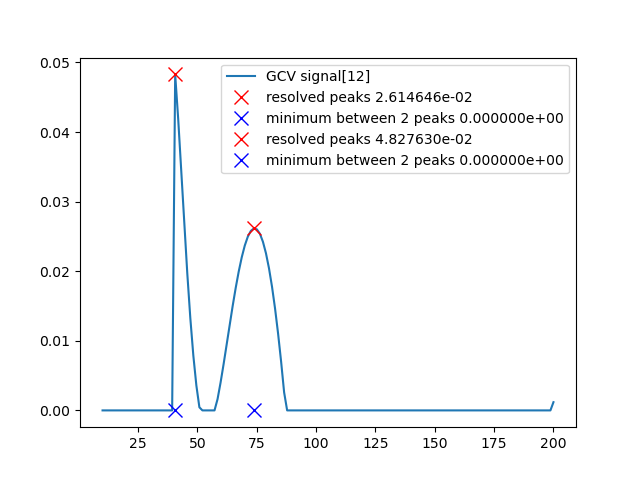 GCV signal[12]
resolved peaks 2.614646e-02
minimum between 2 peaks 0.000000e+00
resolved peaks 4.827630e-02
minimum between 2 peaks 0.000000e+00
0.05
0.04
0.03
0.02
0.01
0.00
25 50 75 100 125 150 175 200